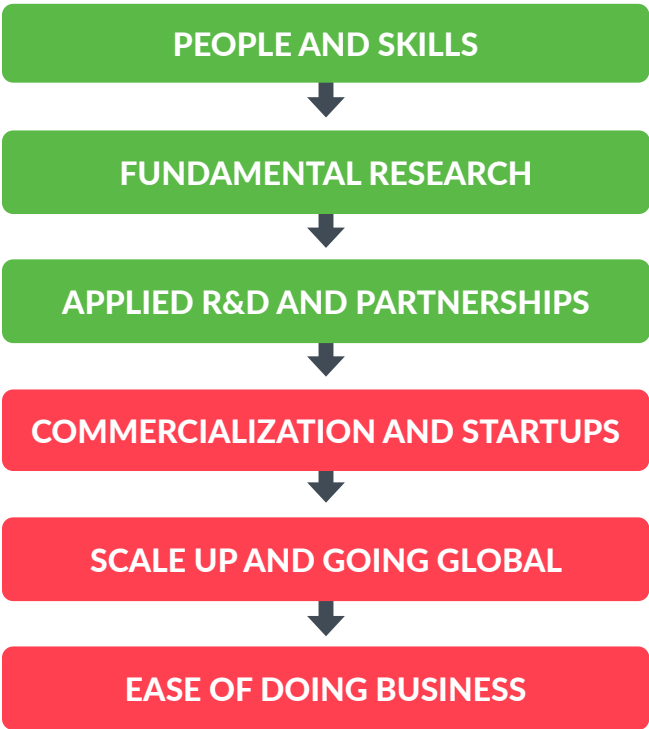 PEOPLE AND SKILLS
FUNDAMENTAL RESEARCH
APPLIED R&D AND PARTNERSHIPS
COMMERCIALIZATION AND STARTUPS
SCALE UP AND GOING GLOBAL
EASE OF DOING BUSINESS